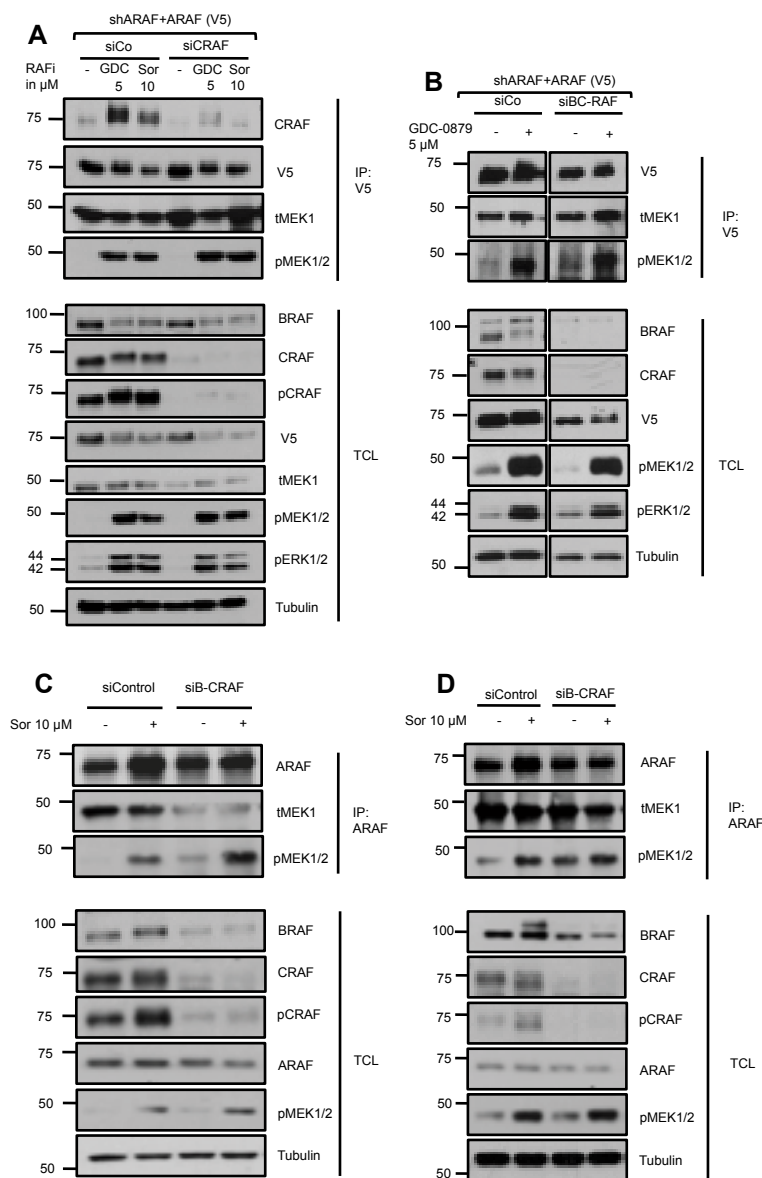 A
shARAF+ARAF (V5)
siCo siCRAF
RAFi in µM - GDC 5 Sor 10 - GDC 5 Sor 10
75 CRAF
75 V5
50 tMEK1
50 pMEK1/2
IP: V5
100 BRAF
75 CRAF
75 pCRAF
75 V5
50 tMEK1
50 pMEK1/2
44
42 pERK1/2
50 Tubulin
TCL
B
shARAF+ARAF (V5)
siCo siBC-RAF
GDC-0879 - + - +
5 µM
75 V5
50 tMEK1
50 pMEK1/2
IP: V5
100 BRAF
75 CRAF
75 V5
50 pMEK1/2
44
42 pERK1/2
50 Tubulin
TCL
C
siControl siB-CRAF
Sor 10 µM - + - +
75 ARAF
50 tMEK1
50 pMEK1/2
IP: ARAF
100 BRAF
75 CRAF
75 pCRAF
75 ARAF
50 pMEK1/2
50 Tubulin
TCL
D
siControl siB-CRAF
Sor 10 µM - + - +
75 ARAF
50 tMEK1
50 pMEK1/2
IP: ARAF
100 BRAF
75 CRAF
75 pCRAF
75 ARAF
50 pMEK1/2
50 Tubulin
TCL